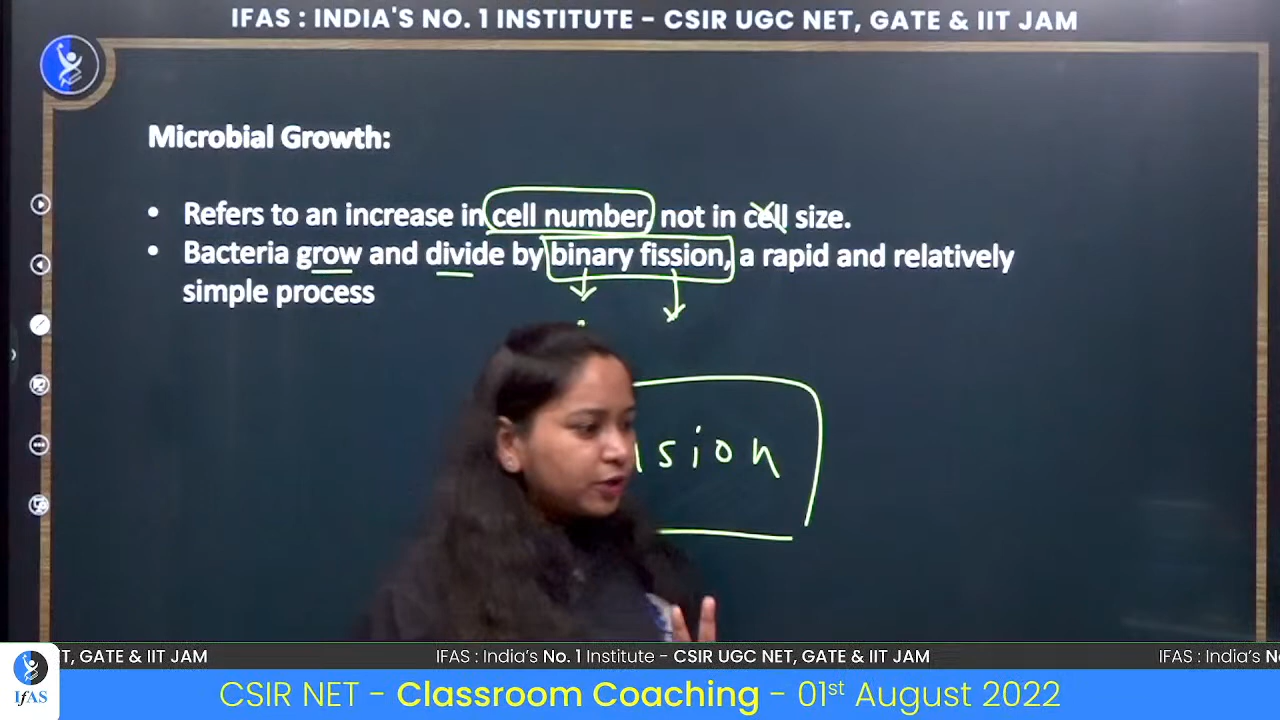 IFAS : INDIA'S NO. 1 INSTITUTE - CSIR UGC NET, GATE & IIT JAM
Microbial Growth:
• Refers to an increase in cell number, not in cell size.
• Bacteria grow and divide by binary fission, a rapid and relatively
simple process
sion
T, GATE & IIT JAM IFAS : India's No. 1 Institute - CSIR UGC NET, GATE & IIT JAM IFAS : India's No
IfAS
CSIR NET - Classroom Coaching - 01st August 2022